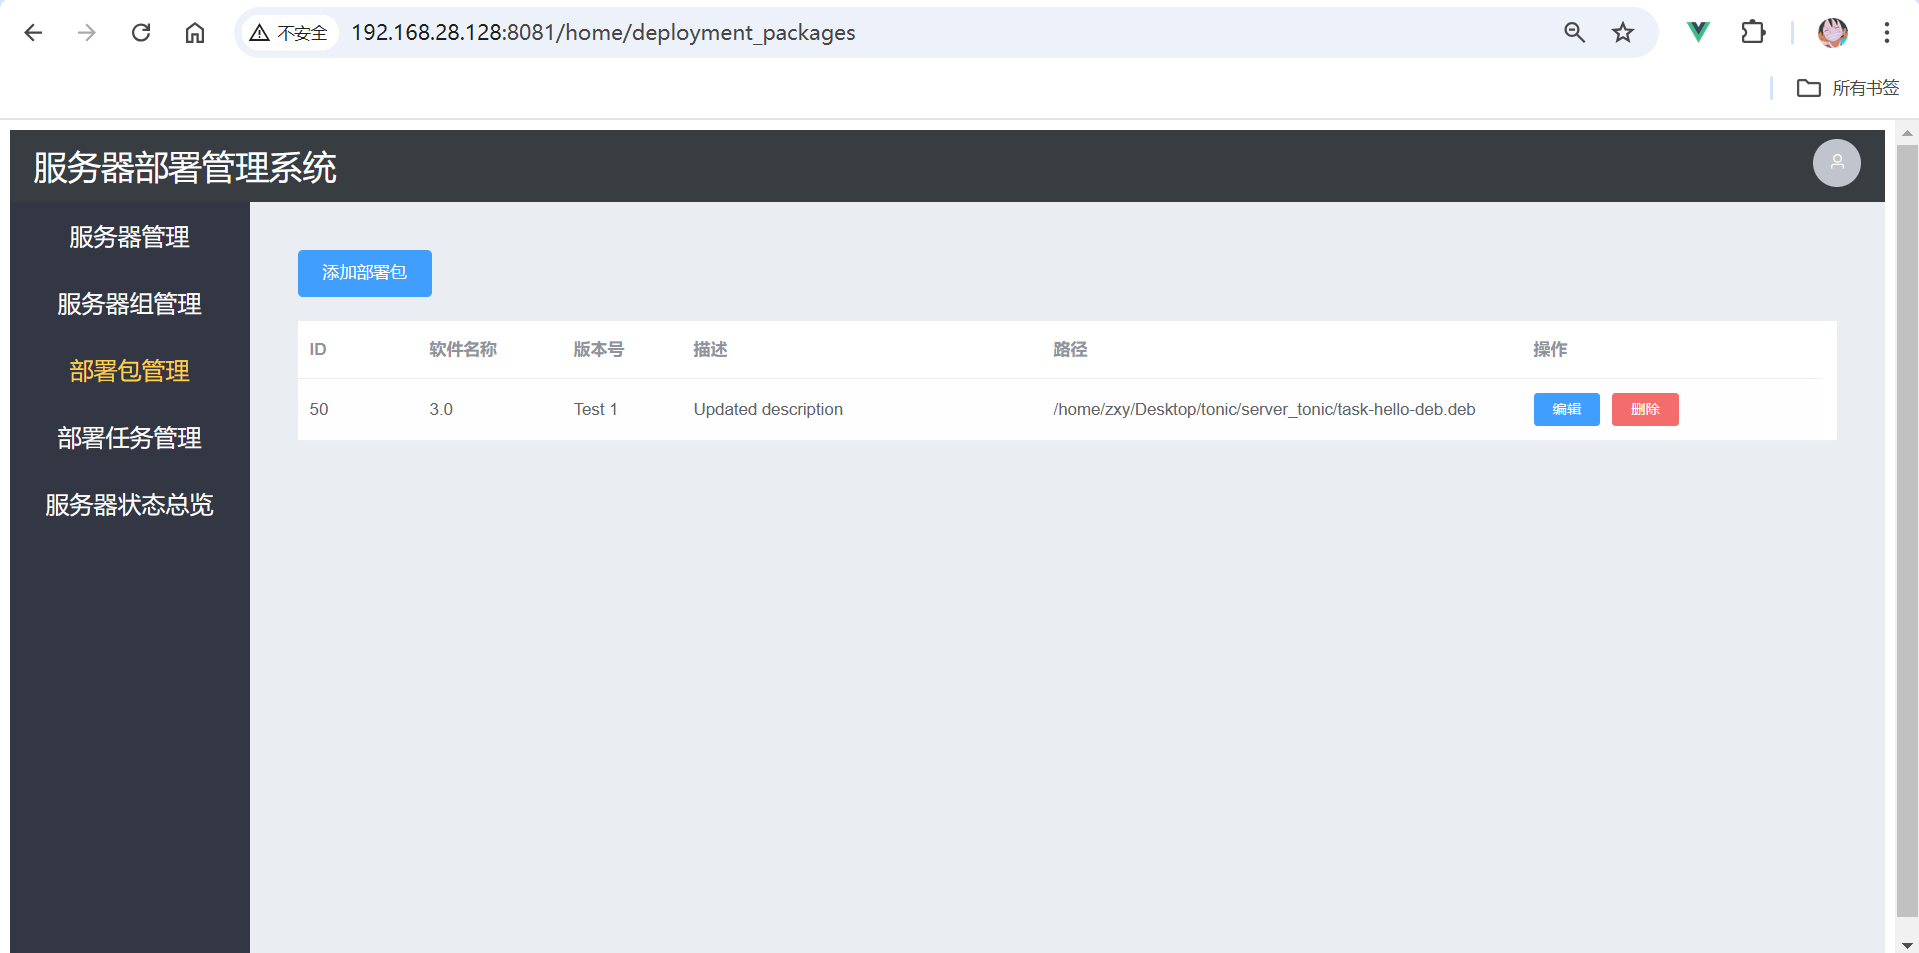 不安全 192.168.28.128:8081/home/deployment_packages
所有书签
服务器部署管理系统
服务器管理
服务器组管理
部署包管理
部署任务管理
服务器状态总览
添加部署包
ID 软件名称 版本号 描述 路径 操作
50 3.0 Test 1 Updated description /home/zxy/Desktop/tonic/server_tonic/task-hello-deb.deb 编辑 删除